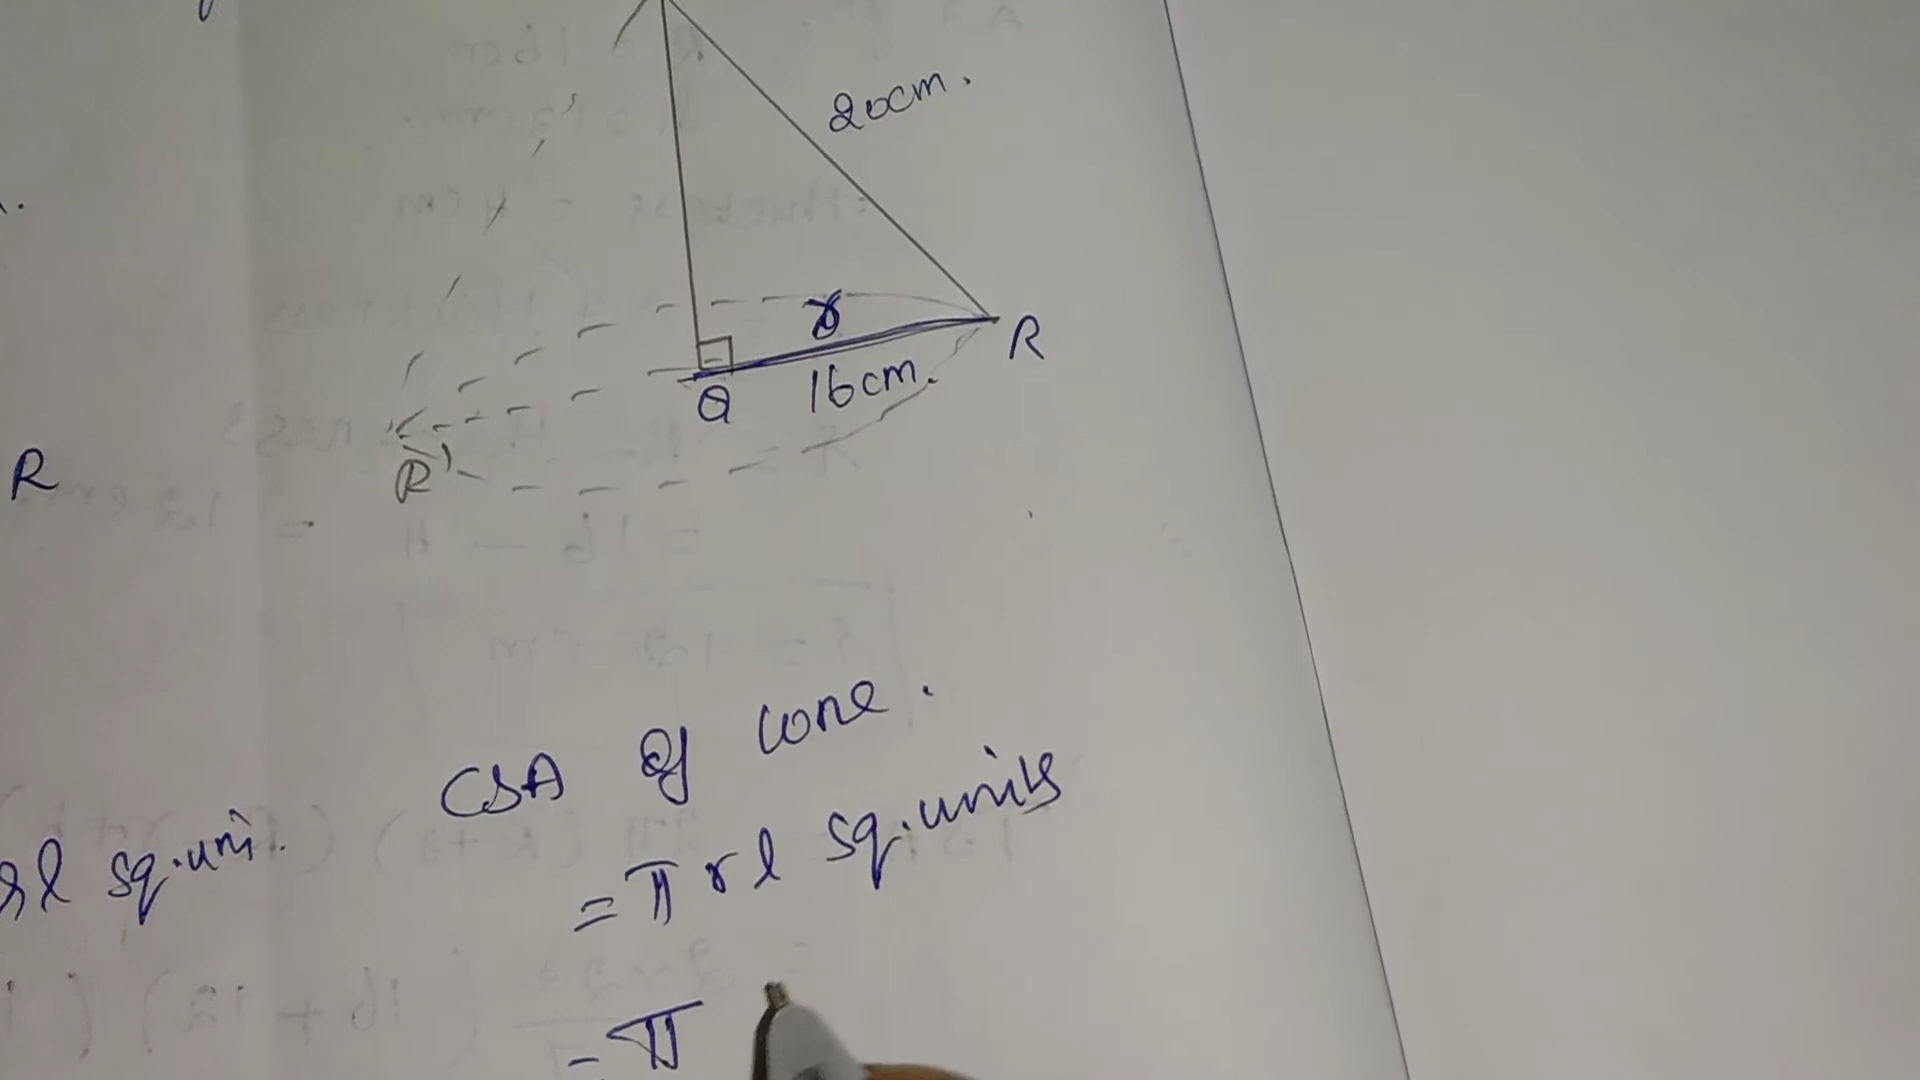 20cm.
r
R
16cm.
Q
R'
R
CSA of cone.
rl sq.uni.
= π r l sq.units
= π